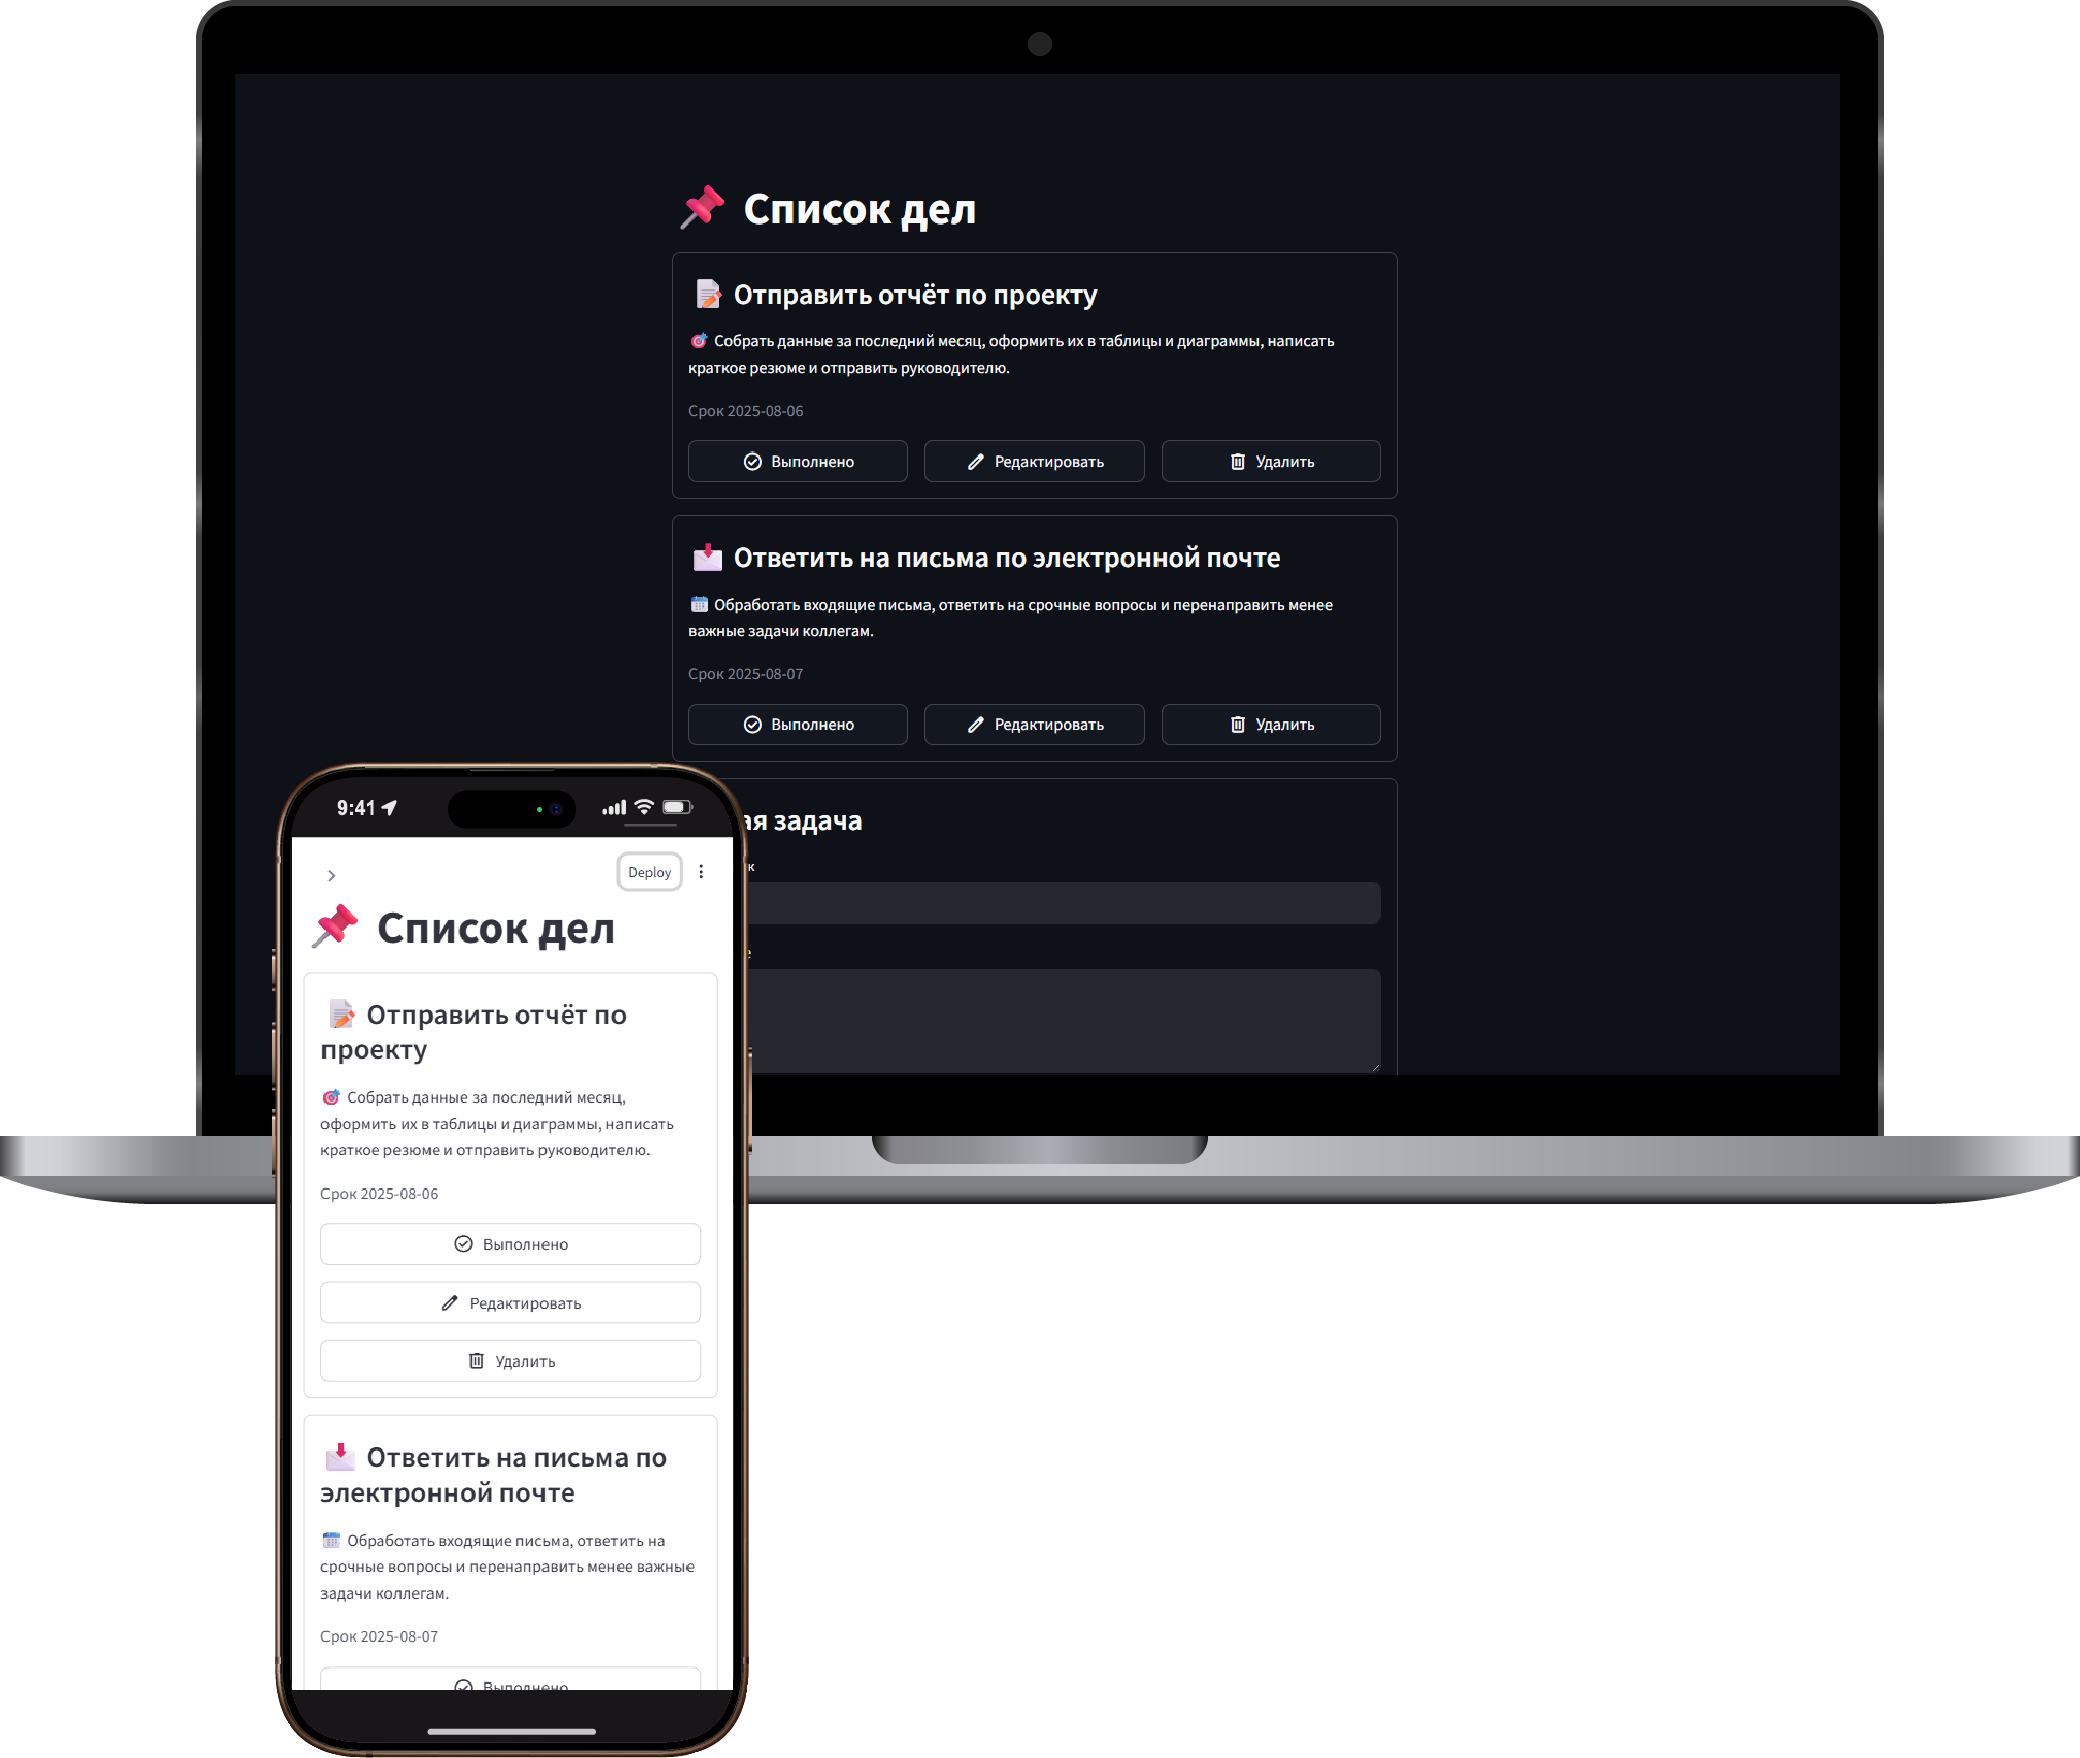 Список дел
Отправить отчёт по проекту
Собрать данные за последний месяц, оформить их в таблицы и диаграммы, написать
краткое резюме и отправить руководителю.
Срок 2025-08-06
Выполнено Редактировать Удалить
Ответить на письма по электронной почте
Обработать входящие письма, ответить на срочные вопросы и перенаправить менее
важные задачи коллегам.
Срок 2025-08-07
Выполнено Редактировать Удалить
ая задача
к
е
9:41
Deploy
Список дел
Отправить отчёт по
проекту
Собрать данные за последний месяц,
оформить их в таблицы и диаграммы, написать
краткое резюме и отправить руководителю.
Срок 2025-08-06
Выполнено
Редактировать
Удалить
Ответить на письма по
электронной почте
Обработать входящие письма, ответить на
срочные вопросы и перенаправить менее важные
задачи коллегам.
Срок 2025-08-07
Выполнено